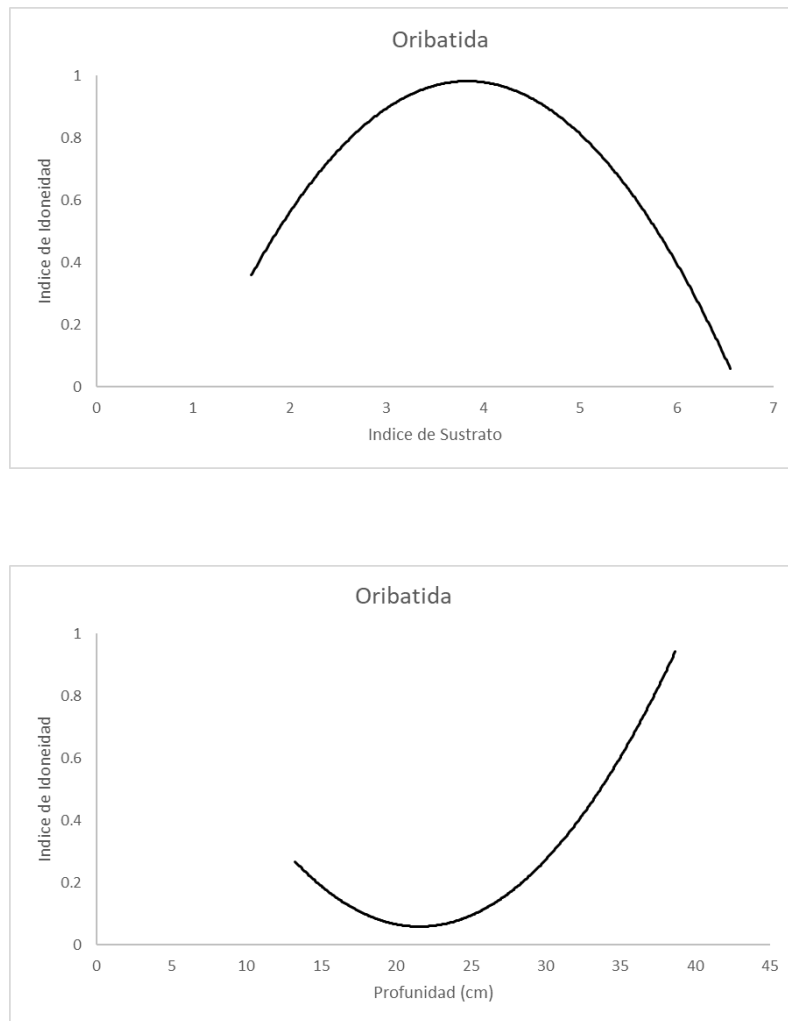 Oribatida
1
0.8
0.6
0.4
0.2
0
Indice de Idoneidad
0 1 2 3 4 5 6 7
Indice de Sustrato
Oribatida
1
0.8
0.6
0.4
0.2
0
Indice de Idoneidad
0 5 10 15 20 25 30 35 40 45
Profunidad (cm)